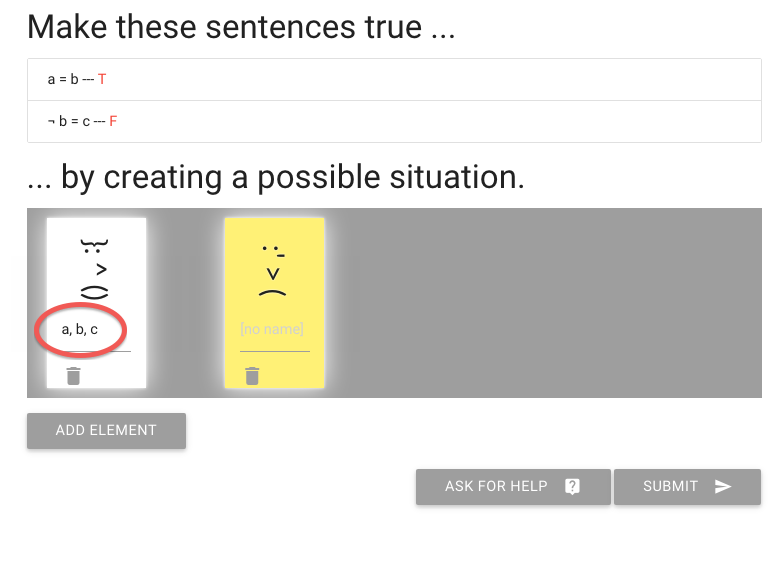 Make these sentences true ...
a = b --- T
¬ b = c --- F
... by creating a possible situation.
a, b, c
[no name]
ADD ELEMENT
ASK FOR HELP
SUBMIT